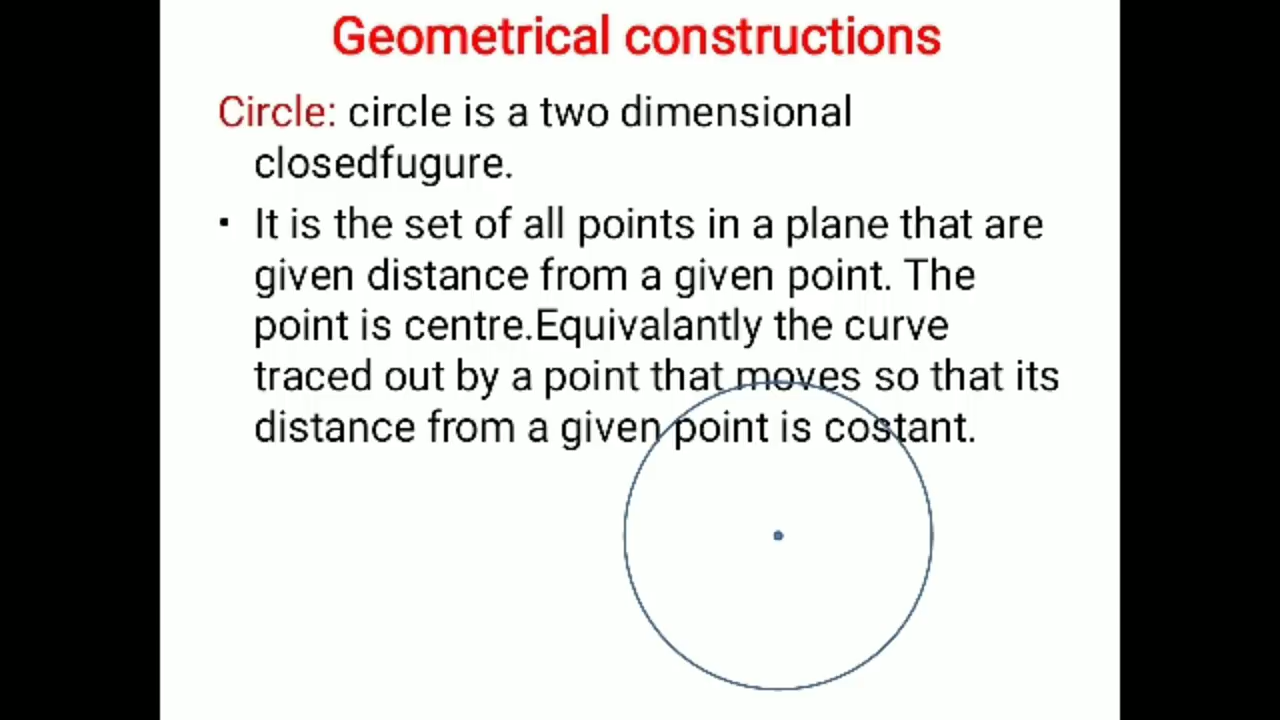 Geometrical constructions
Circle: circle is a two dimensional
closedfugure.
▪ It is the set of all points in a plane that are
given distance from a given point. The
point is centre.Equivalantly the curve
traced out by a point that moves so that its
distance from a given point is costant.